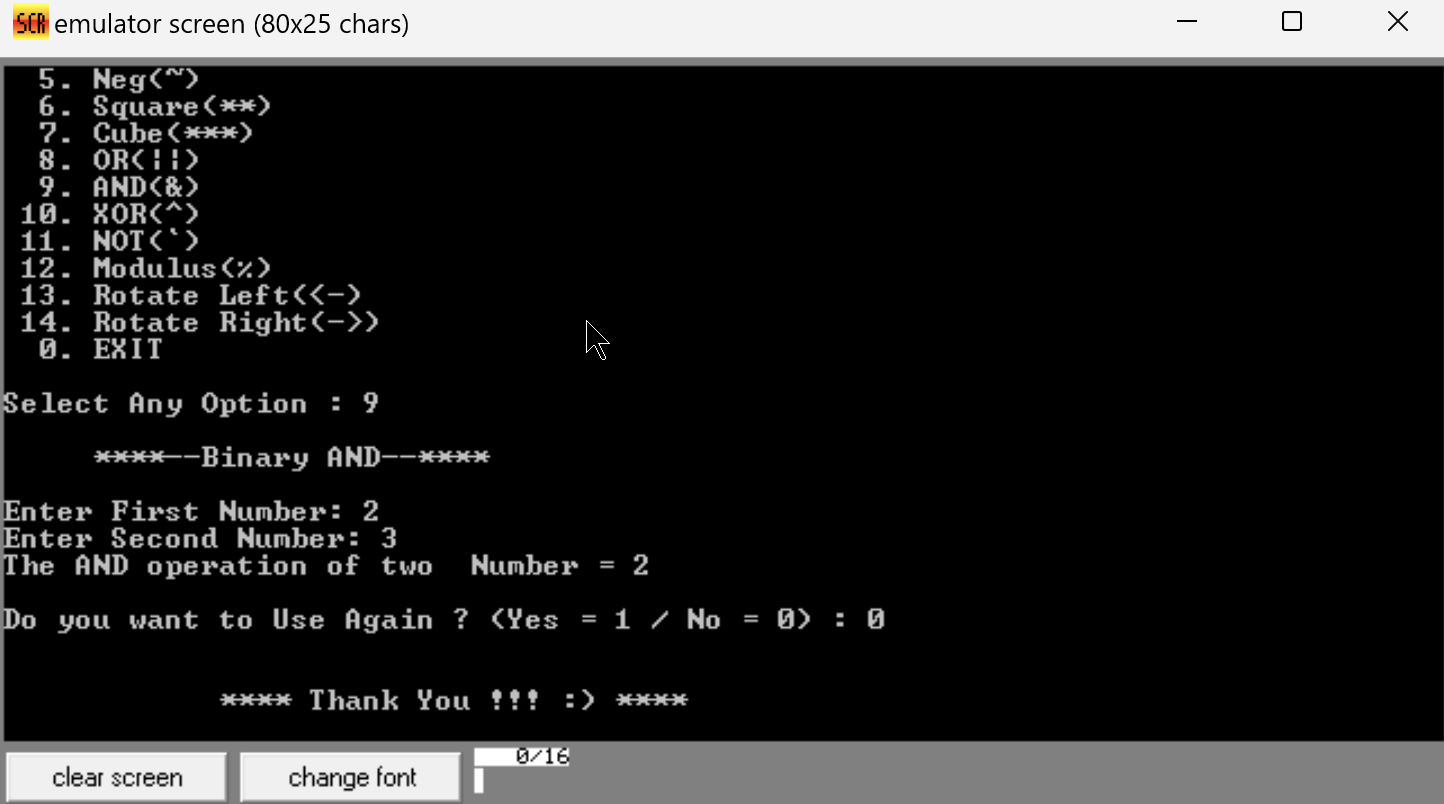 SCR emulator screen (80x25 chars)
5. Neg(~)
6. Square(**)
7. Cube(***)
8. OR(||)
9. AND(&)
10. XOR(^)
11. NOT(`)
12. Modulus(%)
13. Rotate Left(<-)
14. Rotate Right(->)
0. EXIT
Select Any Option : 9
****--Binary AND--****
Enter First Number: 2
Enter Second Number: 3
The AND operation of two  Number = 2
Do you want to Use Again ? (Yes = 1 / No = 0) : 0
**** Thank You !!! :) ****
clear screen
change font
0/16